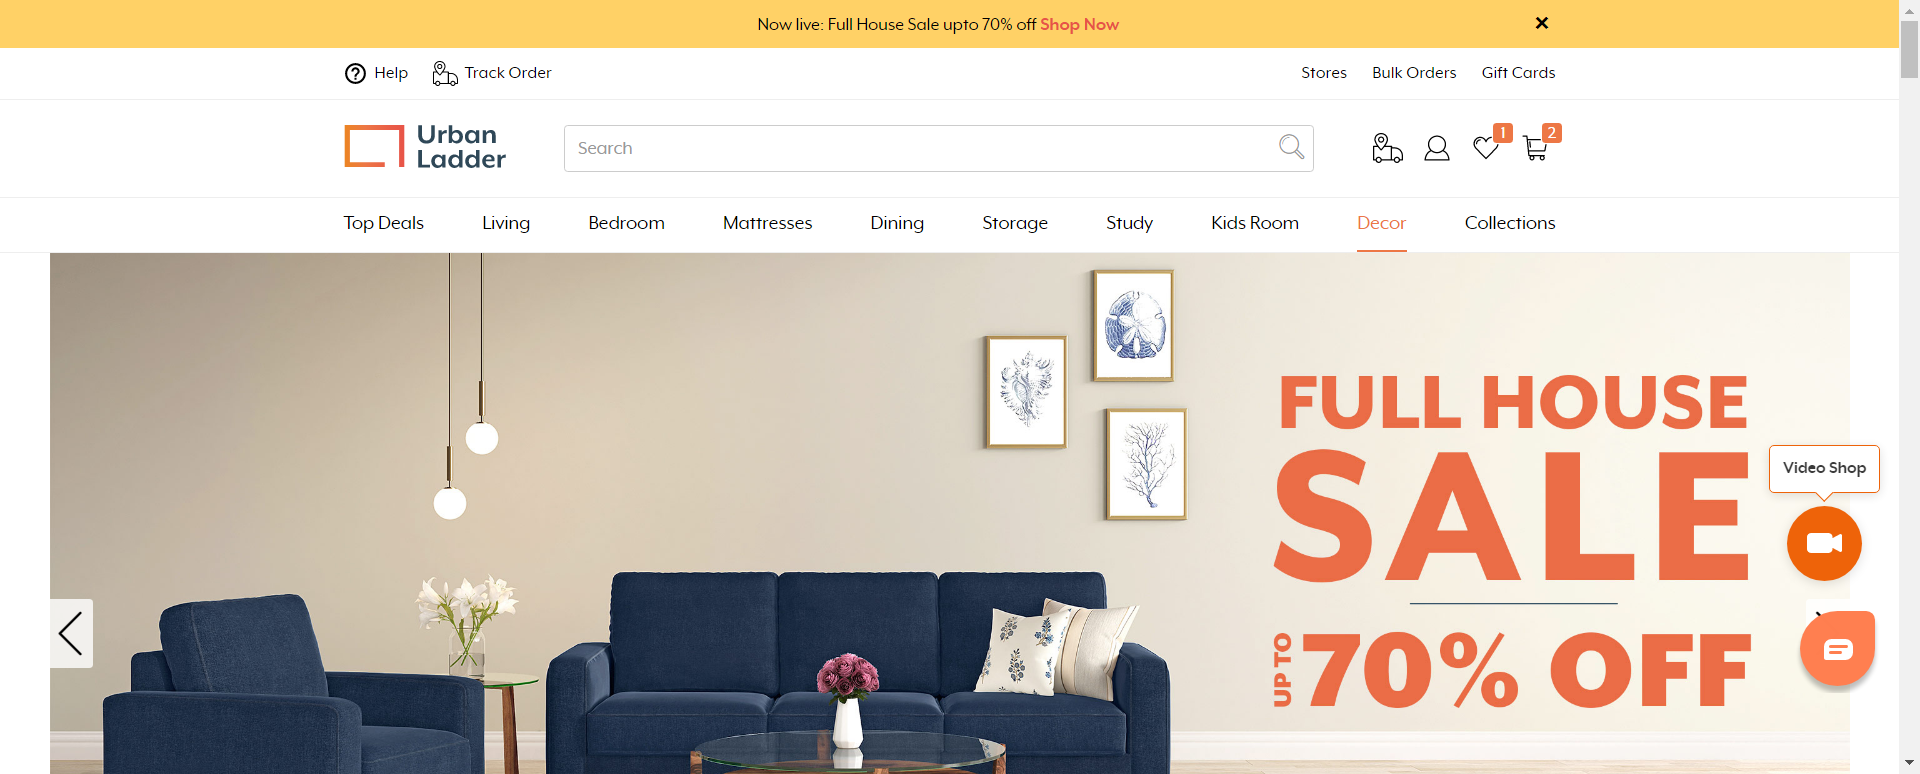 Now live: Full House Sale upto 70% off Shop Now
Help Track Order Stores Bulk Orders Gift Cards
Urban
Ladder
Search
1 2
Top Deals Living Bedroom Mattresses Dining Storage Study Kids Room Decor Collections
FULL HOUSE
SALE
UP TO 70% OFF
Video Shop